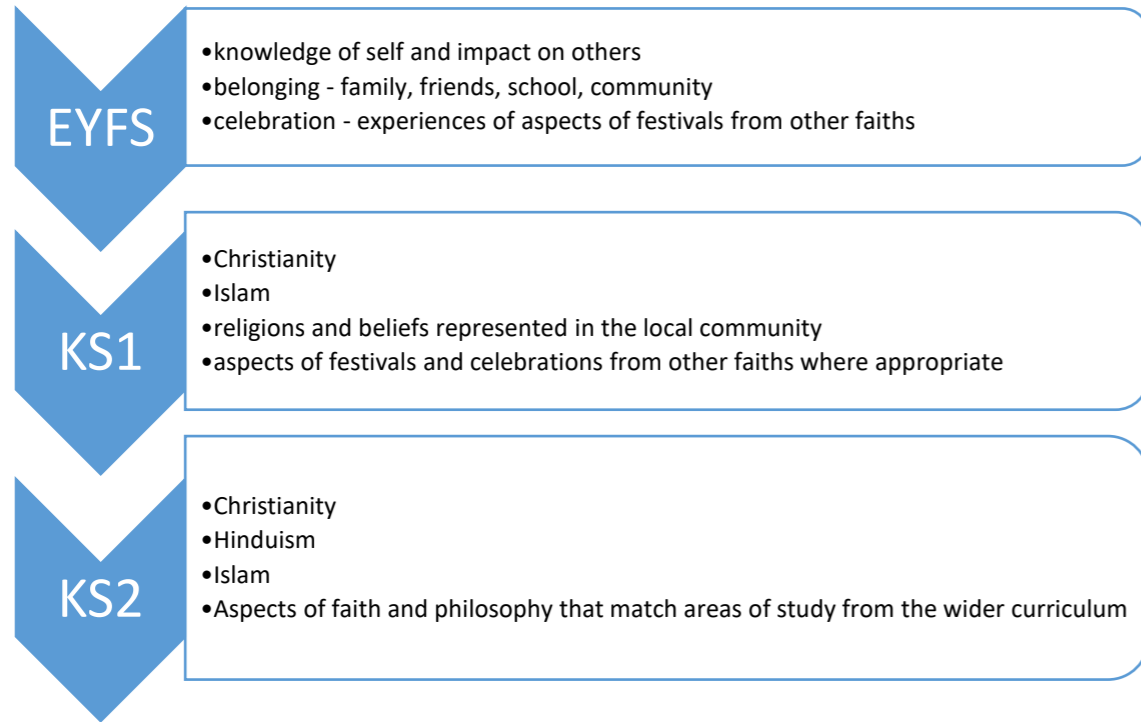 EYFS
•knowledge of self and impact on others
•belonging - family, friends, school, community
•celebration - experiences of aspects of festivals from other faiths
KS1
•Christianity
•Islam
•religions and beliefs represented in the local community
•aspects of festivals and celebrations from other faiths where appropriate
KS2
•Christianity
•Hinduism
•Islam
•Aspects of faith and philosophy that match areas of study from the wider curriculum